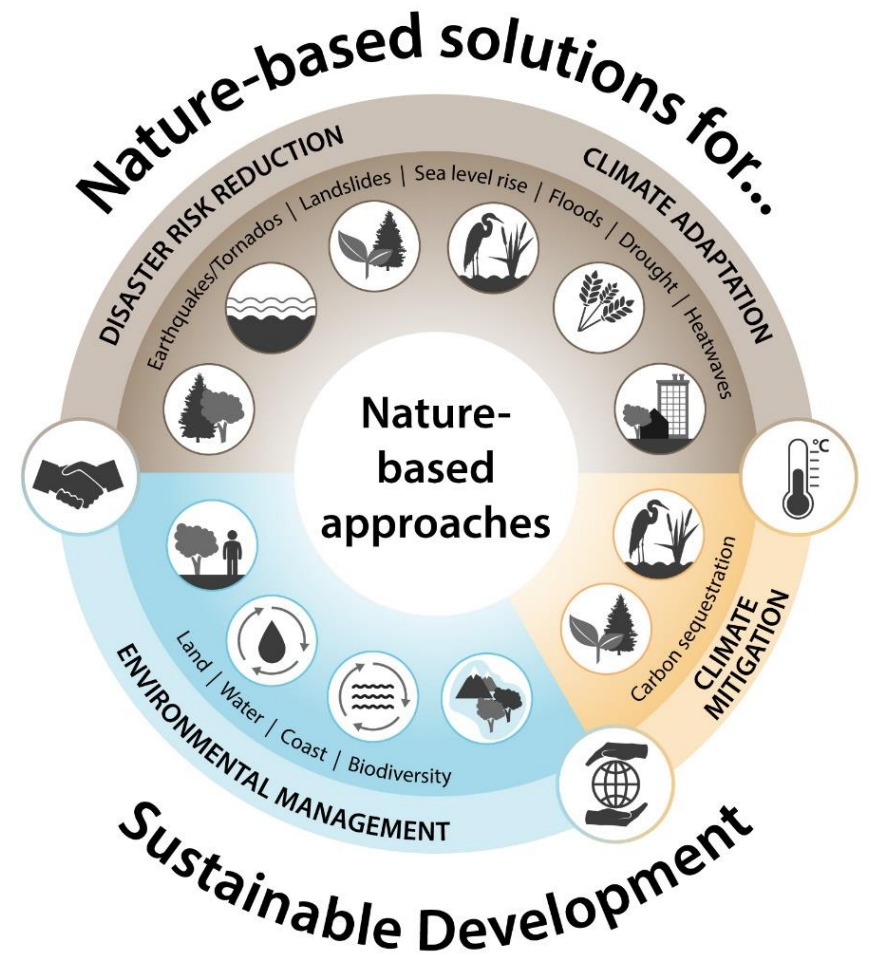 Nature-based solutions for...
DISASTER RISK REDUCTION
CLIMATE ADAPTATION
Earthquakes/Tornados | Landslides | Sea level rise | Floods | Drought | Heatwaves
°C
Nature-
based
approaches
Carbon sequestration
CLIMATE
MITIGATION
Land | Water | Coast | Biodiversity
ENVIRONMENTAL MANAGEMENT
Sustainable Development